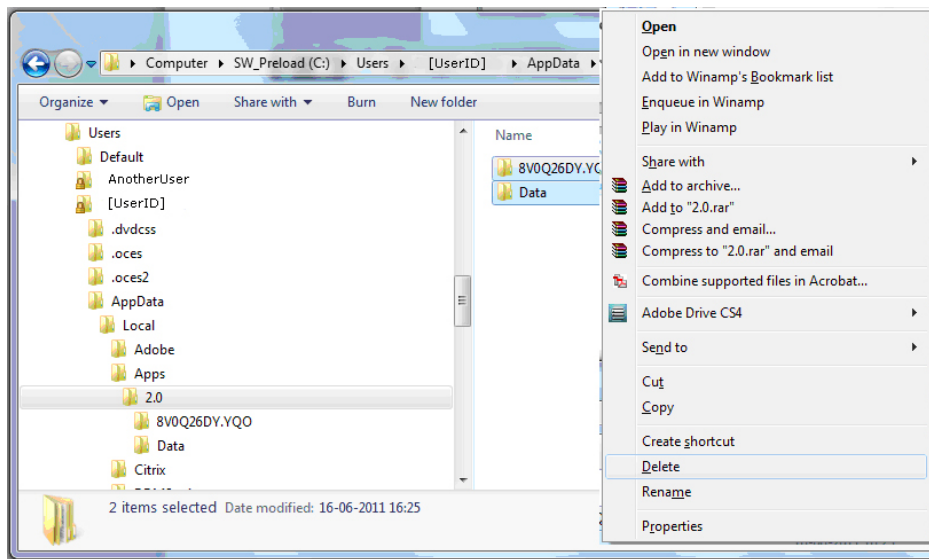 Computer SW_Preload (C:) Users [UserID] AppData
Organize Open Share with Burn New folder
Users
Default
AnotherUser
[UserID]
.dvdcss
.oces
.oces2
AppData
Local
Adobe
Apps
2.0
8V0Q26DY.YQO
Data
Citrix
Name
8V0Q26DY.YQ
Data
2 items selected Date modified: 16-06-2011 16:25
Open
Open in new window
Add to Winamp's Bookmark list
Enqueue in Winamp
Play in Winamp
Share with
Add to archive...
Add to "2.0.rar"
Compress and email...
Compress to "2.0.rar" and email
Combine supported files in Acrobat...
Adobe Drive CS4
Send to
Cut
Copy
Create shortcut
Delete
Rename
Properties